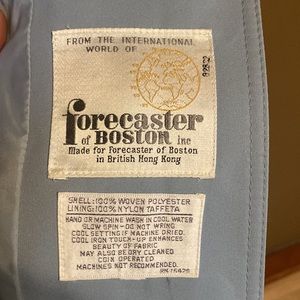 FROM THE INTERNATIONAL
WORLD OF
forecaster
of BOSTON inc
Made for Forecaster of Boston
in British Hong Kong
SHELL:100% WOVEN POLYESTER
LINING:100% NYLON TAFFETA
HAND OR MACHINE WASH IN COOL WATER
SLOW SPIN - DO NOT WRING
COOL SETTING IF MACHINE DRIED.
COOL IRON TOUCH-UP ENHANCES
BEAUTY OF FABRIC
MAY ALSO BE DRY CLEANED
COIN OPERATED
MACHINES NOT RECOMMENDED.